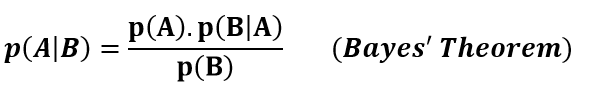 p(A|B) = p(A). p(B|A) / p(B) (Bayes′ Theorem)